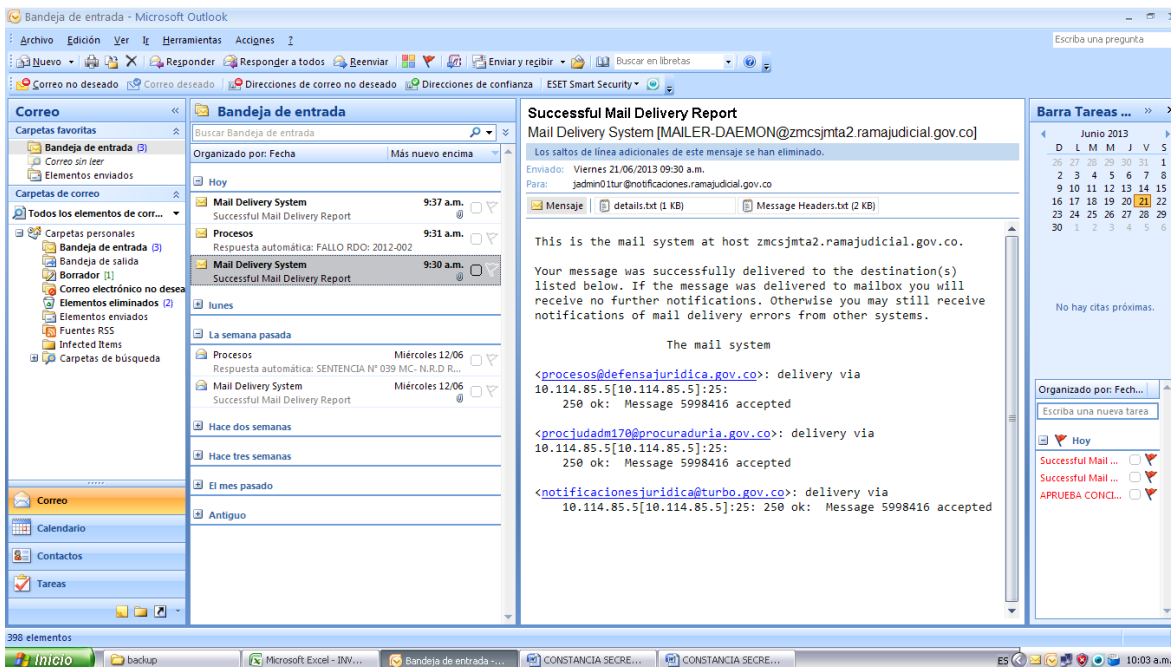 Bandeja de entrada - Microsoft Outlook
Archivo Edición Ver Ir Herramientas Acciones ?
Escriba una pregunta
Nuevo Responder Responder a todos Reenviar Enviar y recibir Buscar en libretas
Correo no deseado Correo deseado Direcciones de correo no deseado Direcciones de confianza ESET Smart Security
Correo
Carpetas favoritas
Bandeja de entrada (3)
Correo sin leer
Elementos enviados
Carpetas de correo
Todos los elementos de corr...
Carpetas personales
Bandeja de entrada (3)
Bandeja de salida
Borrador [1]
Correo electrónico no desea
Elementos eliminados (2)
Elementos enviados
Fuentes RSS
Infected Items
Carpetas de búsqueda
Correo
Calendario
Contactos
Tareas
Bandeja de entrada
Buscar Bandeja de entrada
Organizado por: Fecha Más nuevo encima
Hoy
Mail Delivery System 9:37 a.m.
Successful Mail Delivery Report
Procesos 9:31 a.m.
Respuesta automática: FALLO RDO: 2012-002
Mail Delivery System 9:30 a.m.
Successful Mail Delivery Report
lunes
La semana pasada
Procesos Miércoles 12/06
Respuesta automática: SENTENCIA N° 039 MC- N.R.D R...
Mail Delivery System Miércoles 12/06
Successful Mail Delivery Report
Hace dos semanas
Hace tres semanas
El mes pasado
Antiguo
Successful Mail Delivery Report
Mail Delivery System [MAILER-DAEMON@zmcsjmta2.ramajudicial.gov.co]
Los saltos de línea adicionales de este mensaje se han eliminado.
Enviado: Viernes 21/06/2013 09:30 a.m.
Para: jadmin01tur@notificaciones.ramajudicial.gov.co
Mensaje details.txt (1 KB) Message Headers.txt (2 KB)
This is the mail system at host zmcsjmta2.ramajudicial.gov.co.
Your message was successfully delivered to the destination(s)
listed below. If the message was delivered to mailbox you will
receive no further notifications. Otherwise you may still receive
notifications of mail delivery errors from other systems.
The mail system
<procesos@defensajuridica.gov.co>: delivery via
10.114.85.5[10.114.85.5]:25:
250 ok: Message 5998416 accepted
<procjudadm170@procuraduria.gov.co>: delivery via
10.114.85.5[10.114.85.5]:25:
250 ok: Message 5998416 accepted
<notificacionesjuridica@turbo.gov.co>: delivery via
10.114.85.5[10.114.85.5]:25: 250 ok: Message 5998416 accepted
Barra Tareas ...
Junio 2013
D L M M J V S
26 27 28 29 30 31 1
2 3 4 5 6 7 8
9 10 11 12 13 14 15
16 17 18 19 20 21 22
23 24 25 26 27 28 29
30 1 2 3 4 5 6
No hay citas próximas.
Organizado por: Fech...
Escriba una nueva tarea
Hoy
Successful Mail ...
Successful Mail ...
APRUEBA CONCI...
398 elementos
Inicio backup Microsoft Excel - INV... Bandeja de entrada -... CONSTANCIA SECRE... CONSTANCIA SECRE... ES 10:03 a.m.